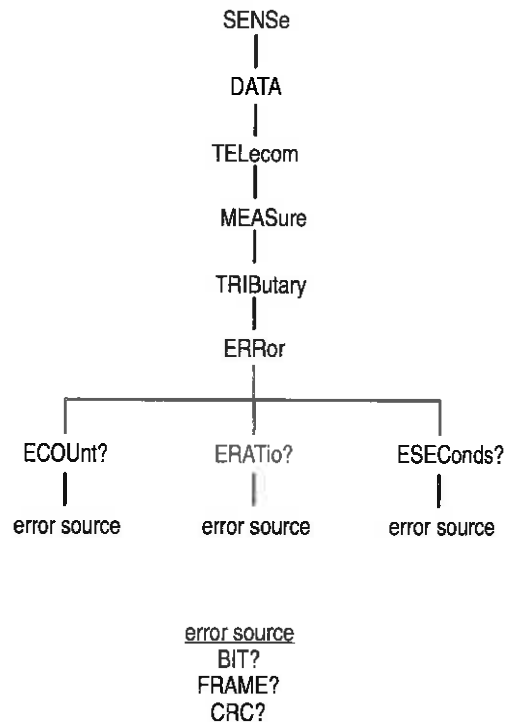 SENSe
DATA
TELecom
MEASure
TRIButary
ERRor
ECOUnt? ERATio? ESEConds?
error source error source error source
error source
BIT?
FRAME?
CRC?